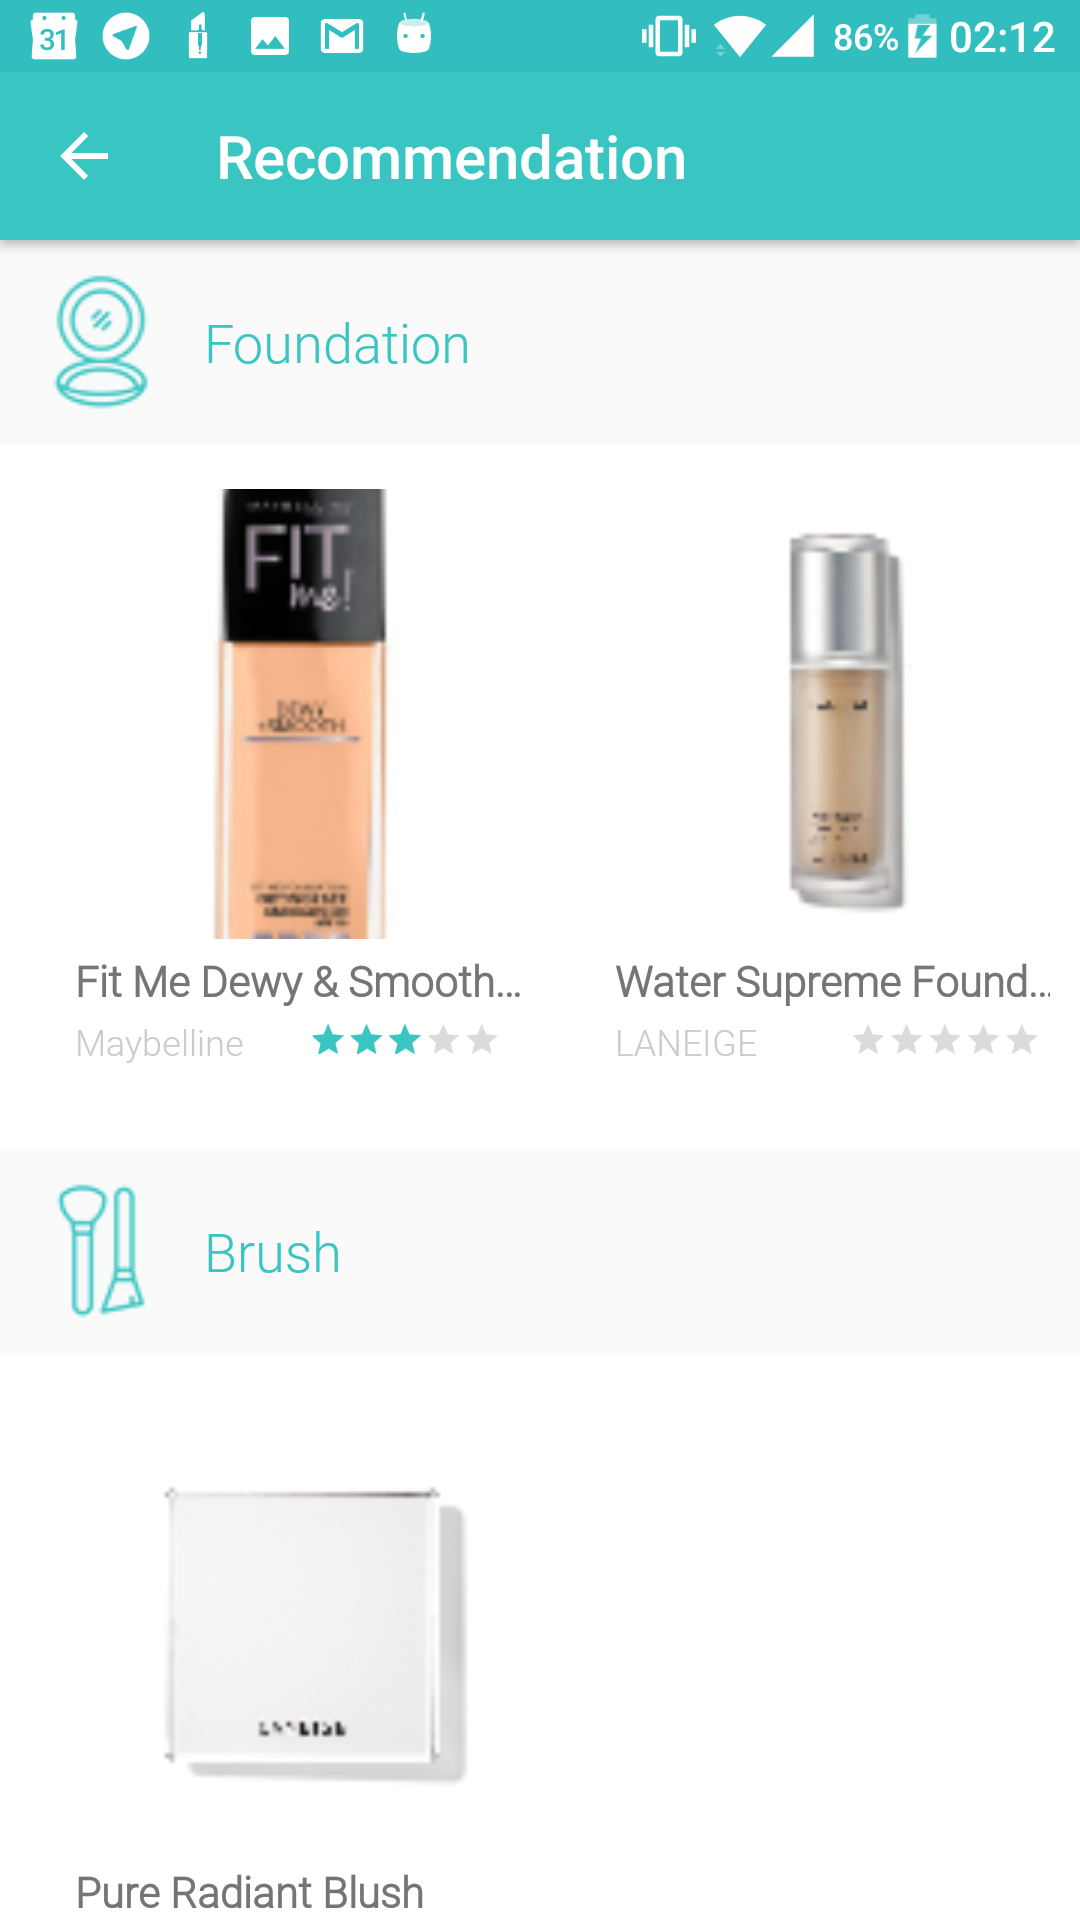 31
86%
02:12
Recommendation
Foundation
FIT
me!
DEWY
+SMOOTH
Fit Me Dewy & Smooth...
Maybelline
Water Supreme Found...
LANEIGE
Brush
LANEIGE
Pure Radiant Blush